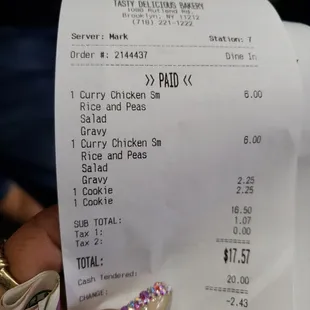 TASTY DELICIOUS BAKERY
1080 Rutland Rd.
Brooklyn, NY 11212
(718) 221-1222
Server: Mark Station: T
Order #: 2144437 Dine In
>> PAID <<
1 Curry Chicken Sm 6.00
Rice and Peas
Salad
Gravy
1 Curry Chicken Sm 6.00
Rice and Peas
Salad
Gravy
1 Cookie 2.25
1 Cookie 2.25
SUB TOTAL: 16.50
Tax 1: 1.07
Tax 2: 0.00
TOTAL: $17.57
Cash Tendered: 20.00
CHANGE: -2.43